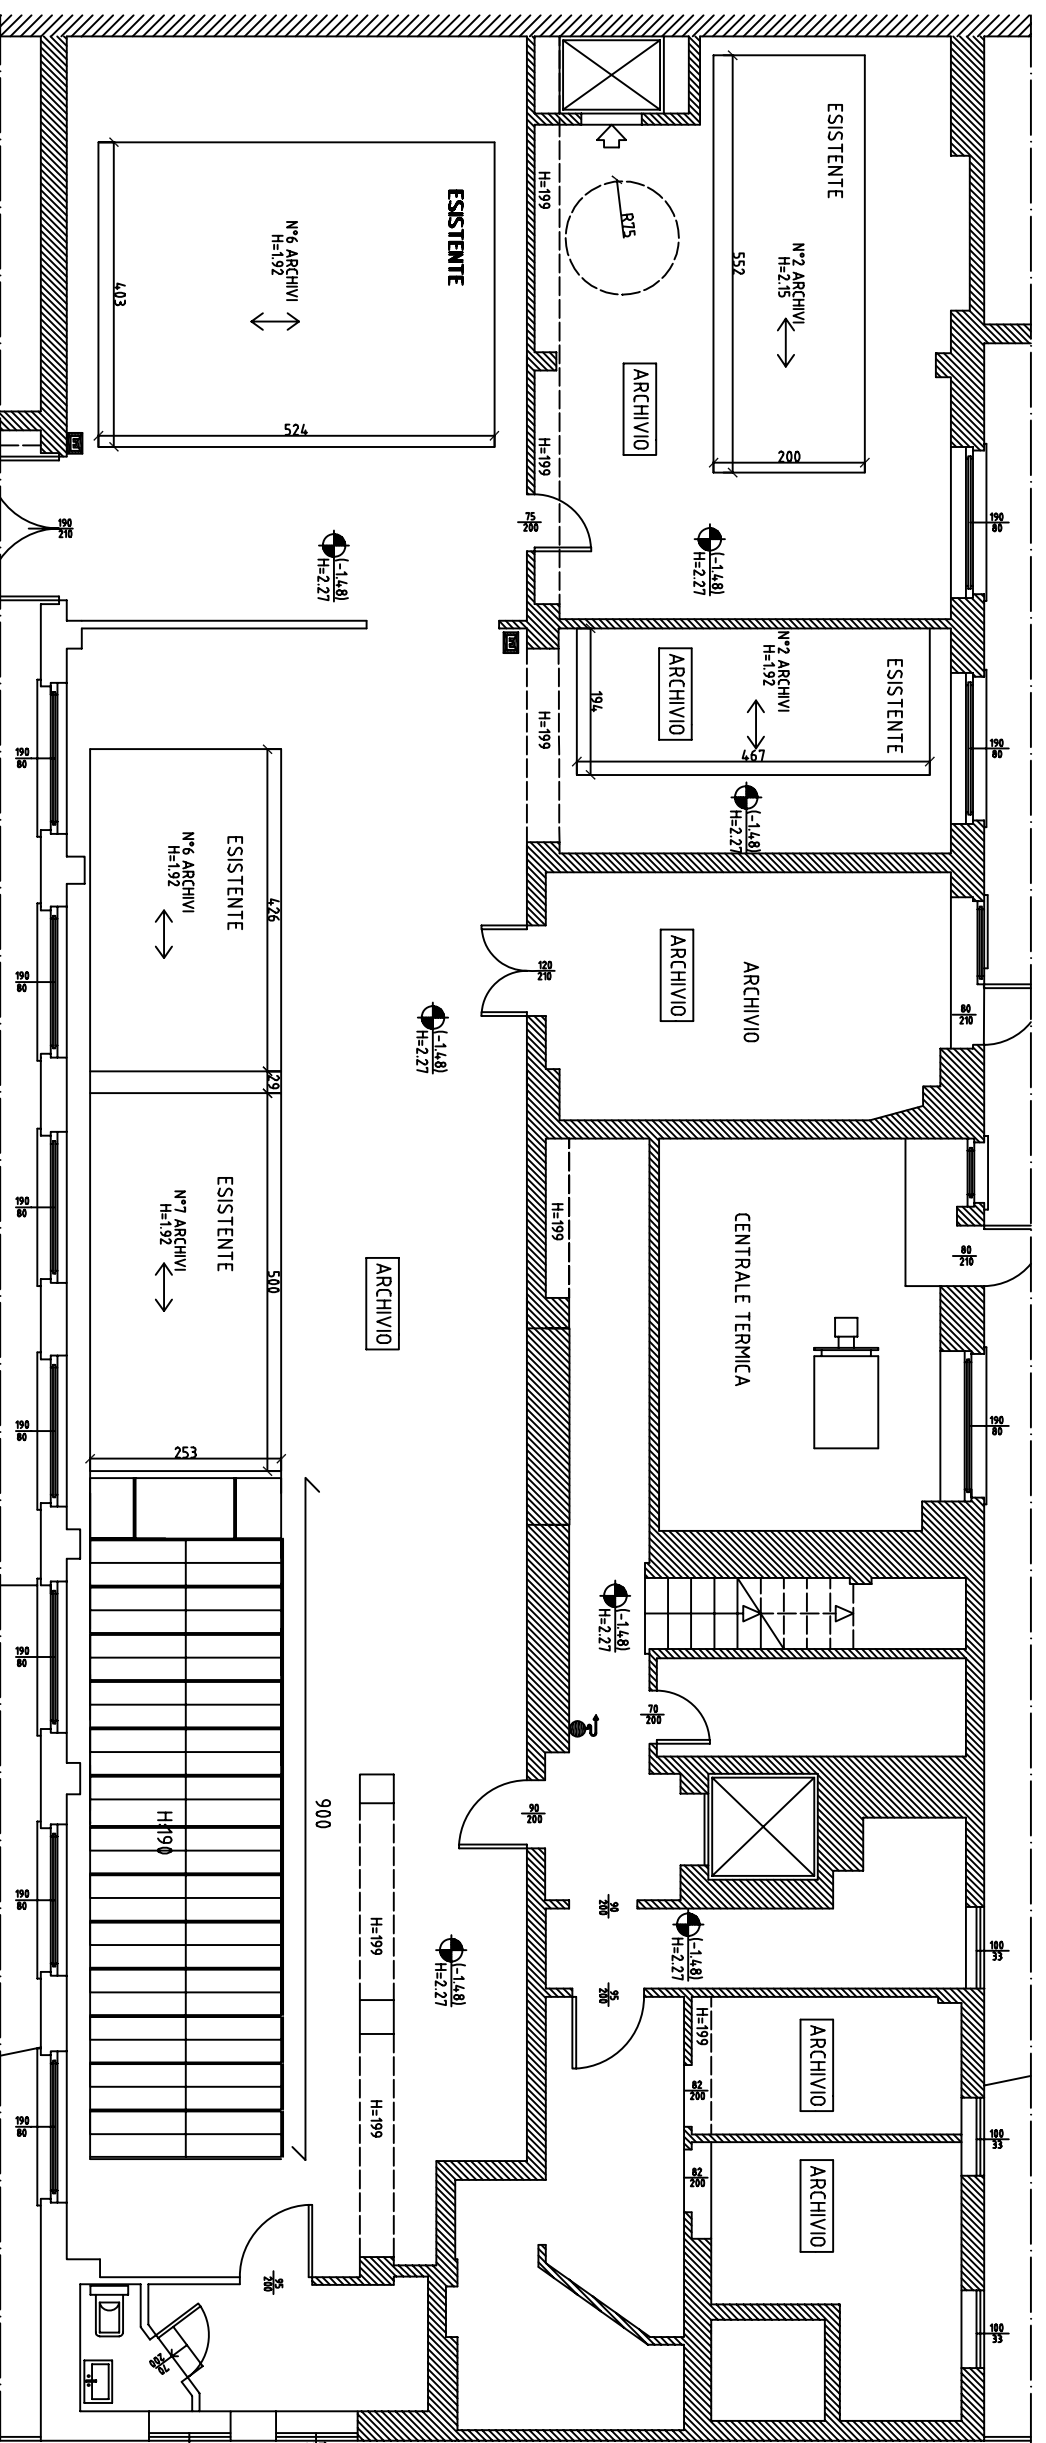 ESISTENTE
N°2 ARCHIVI
H=2.15
552
200
R75
H=199
ARCHIVIO
H=199
75
200
(-1.48)
H=2.27
190
80
ESISTENTE
N°6 ARCHIVI
H=1.92
403
524
190
210
(-1.48)
H=2.27
ESISTENTE
N°2 ARCHIVI
H=1.92
ARCHIVIO
194
467
H=199
(-1.48)
H=2.27
190
80
ARCHIVIO
ARCHIVIO
120
210
80
210
(-1.48)
H=2.27
ESISTENTE
N°6 ARCHIVI
H=1.92
426
29
190
80
190
80
ESISTENTE
N°7 ARCHIVI
H=1.92
500
253
ARCHIVIO
190
80
190
80
H=199
CENTRALE TERMICA
80
210
190
80
(-1.48)
H=2.27
70
200
90
200
900
H:190
190
80
190
80
190
80
H=199
H=199
(-1.48)
H=2.27
90
200
(-1.48)
H=2.27
95
200
100
33
H=199
ARCHIVIO
82
200
100
33
ARCHIVIO
82
200
100
33
95
200
70
200